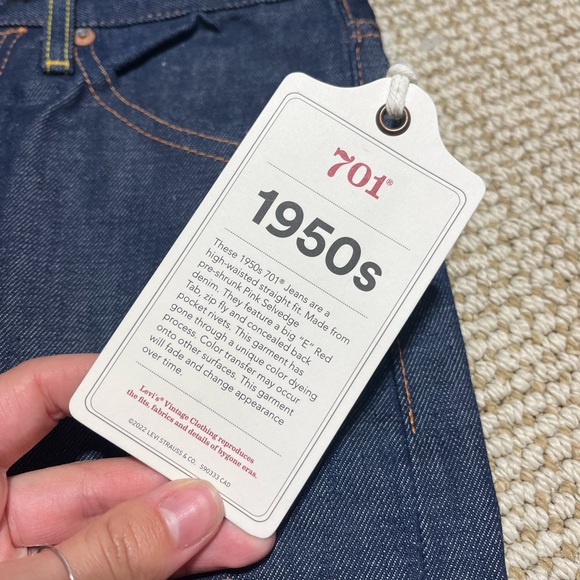 701®
1950s
These 1950s 701® Jeans are a
high-waisted straight fit. Made from
pre-shrunk Pink Selvedge
denim. They feature a big "E" Red
Tab, zip fly and concealed back
pocket rivets. This garment has
gone through a unique color dyeing
process. Color transfer may occur
onto other surfaces. This garment
will fade and change appearance
over time.
Levi's® Vintage Clothing reproduces
the fits, fabrics and details of bygone eras.
©2022 LEVI STRAUSS & CO. 590333 CAD